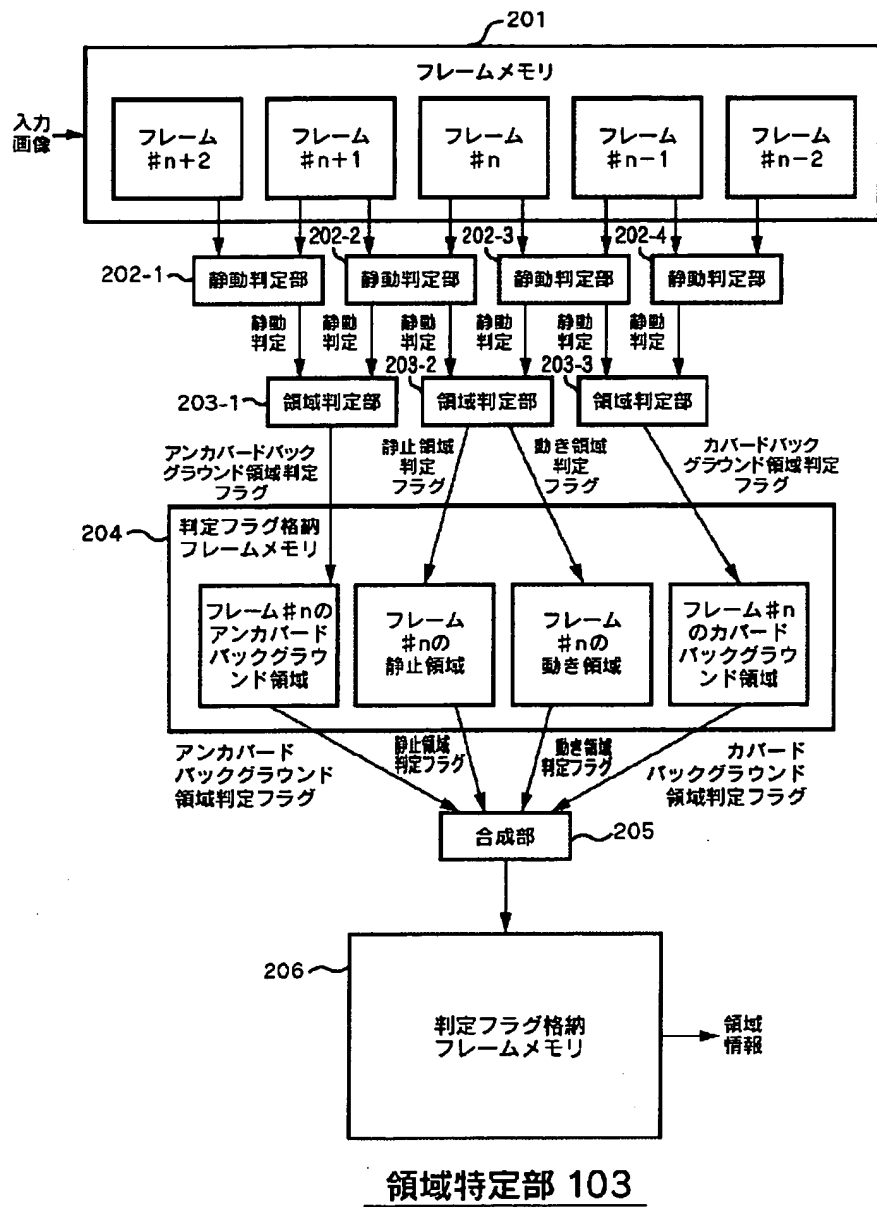 201
フレームメモリ
入力
画像
フレーム
#n+2
フレーム
#n+1
フレーム
#n
フレーム
#n−1
フレーム
#n−2
202-1
202-2
202-3
202-4
静動判定部
静動判定部
静動判定部
静動判定部
静動
判定
静動
判定
静動
判定
静動
判定
静動
判定
静動
判定
203-1
203-2
203-3
領域判定部
領域判定部
領域判定部
アンカバードバック
グラウンド領域判定
フラグ
静止領域
判定
フラグ
動き領域
判定
フラグ
カバードバック
グラウンド領域判定
フラグ
204
判定フラグ格納
フレームメモリ
フレーム#nの
アンカバード
バックグラウ
ンド領域
フレーム
#nの
静止領域
フレーム
#nの
動き領域
フレーム#n
のカバード
バックグラウ
ンド領域
アンカバード
バックグラウンド
領域判定フラグ
静止領域
判定フラグ
動き領域
判定フラグ
カバード
バックグラウンド
領域判定フラグ
合成部
205
206
判定フラグ格納
フレームメモリ
領域
情報
領域特定部 103